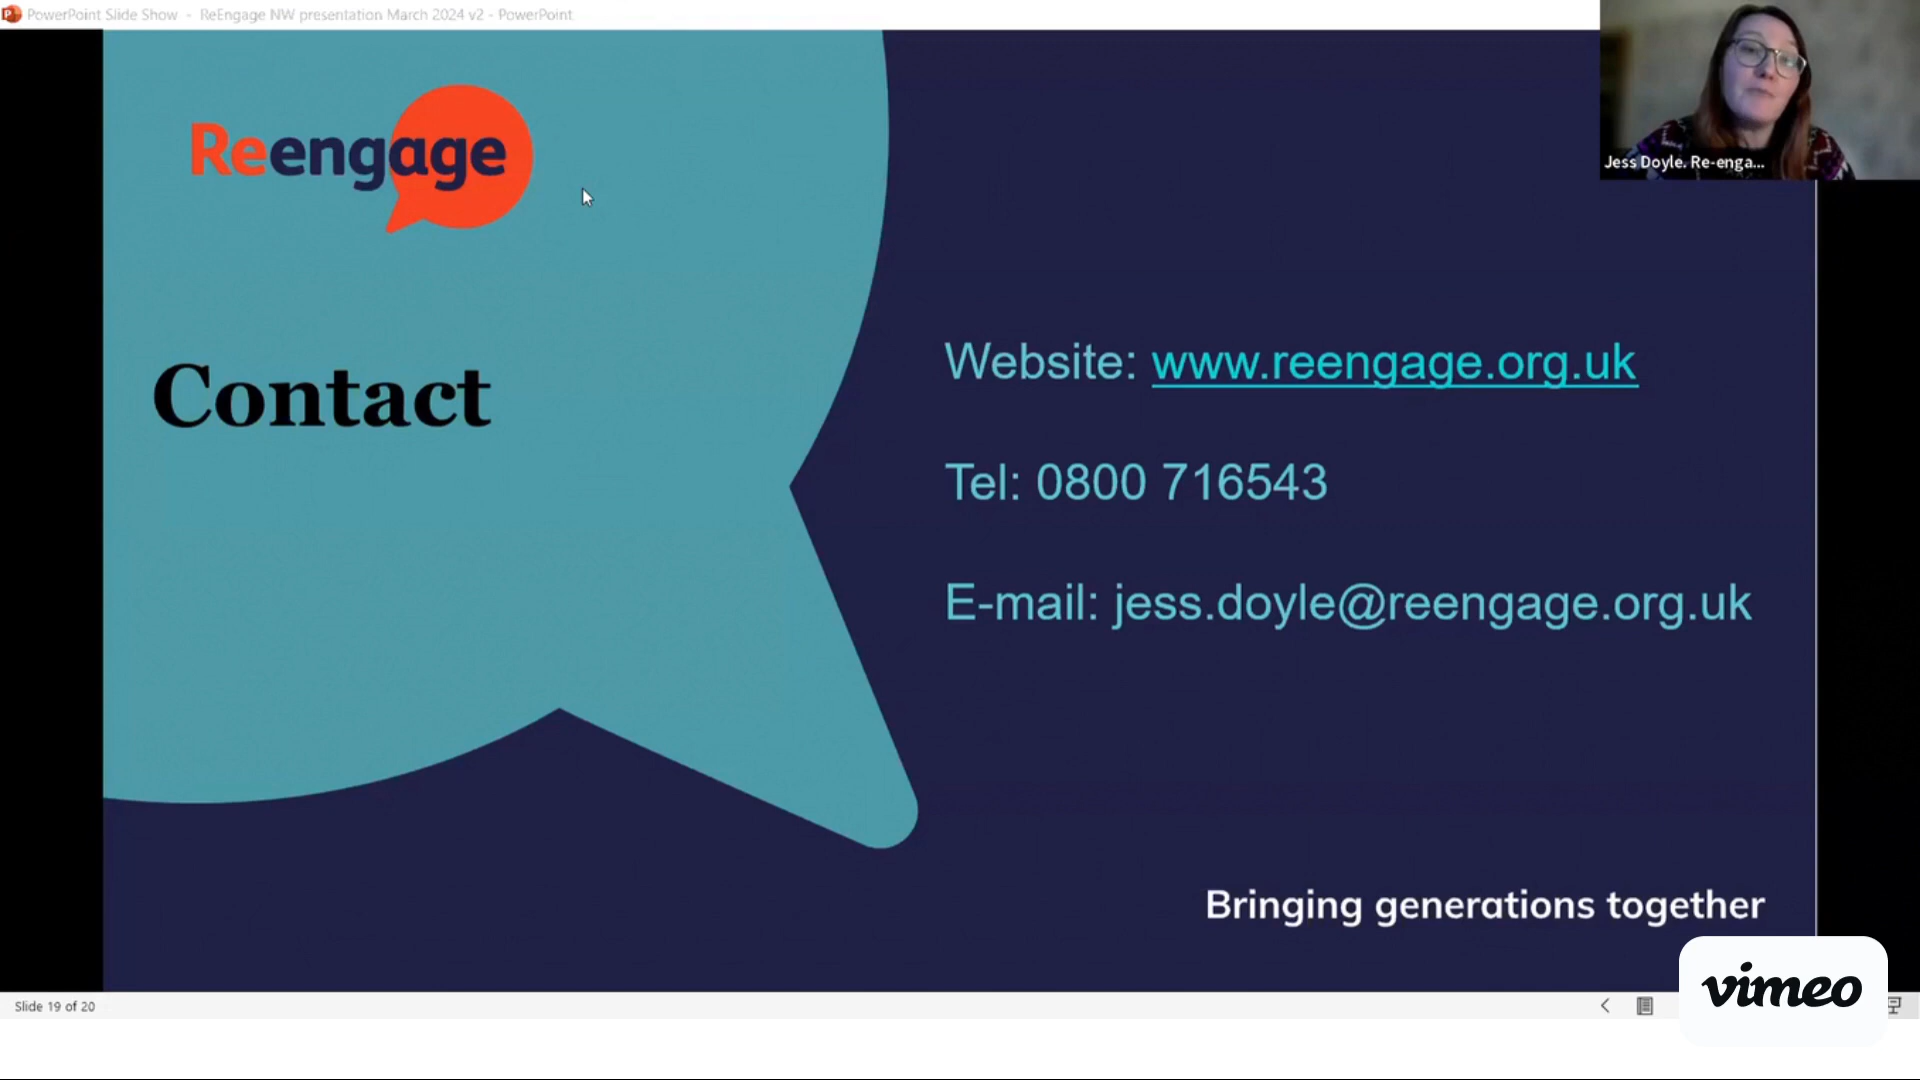 PowerPoint Slide Show - ReEngage NW presentation March 2024 v2 - PowerPoint
Jess Doyle. Re-enga...
Reengage
Contact
Website: www.reengage.org.uk
Tel: 0800 716543
E-mail: jess.doyle@reengage.org.uk
Bringing generations together
vimeo
Slide 19 of 20